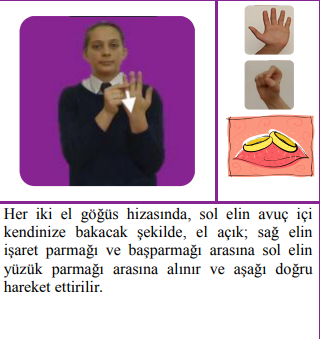 Her iki el göğüs hizasında, sol elin avuç içi
kendinize bakacak şekilde, el açık; sağ elin
işaret parmağı ve başparmağı arasına sol elin
yüzük parmağı arasına alınır ve aşağı doğru
hareket ettirilir.